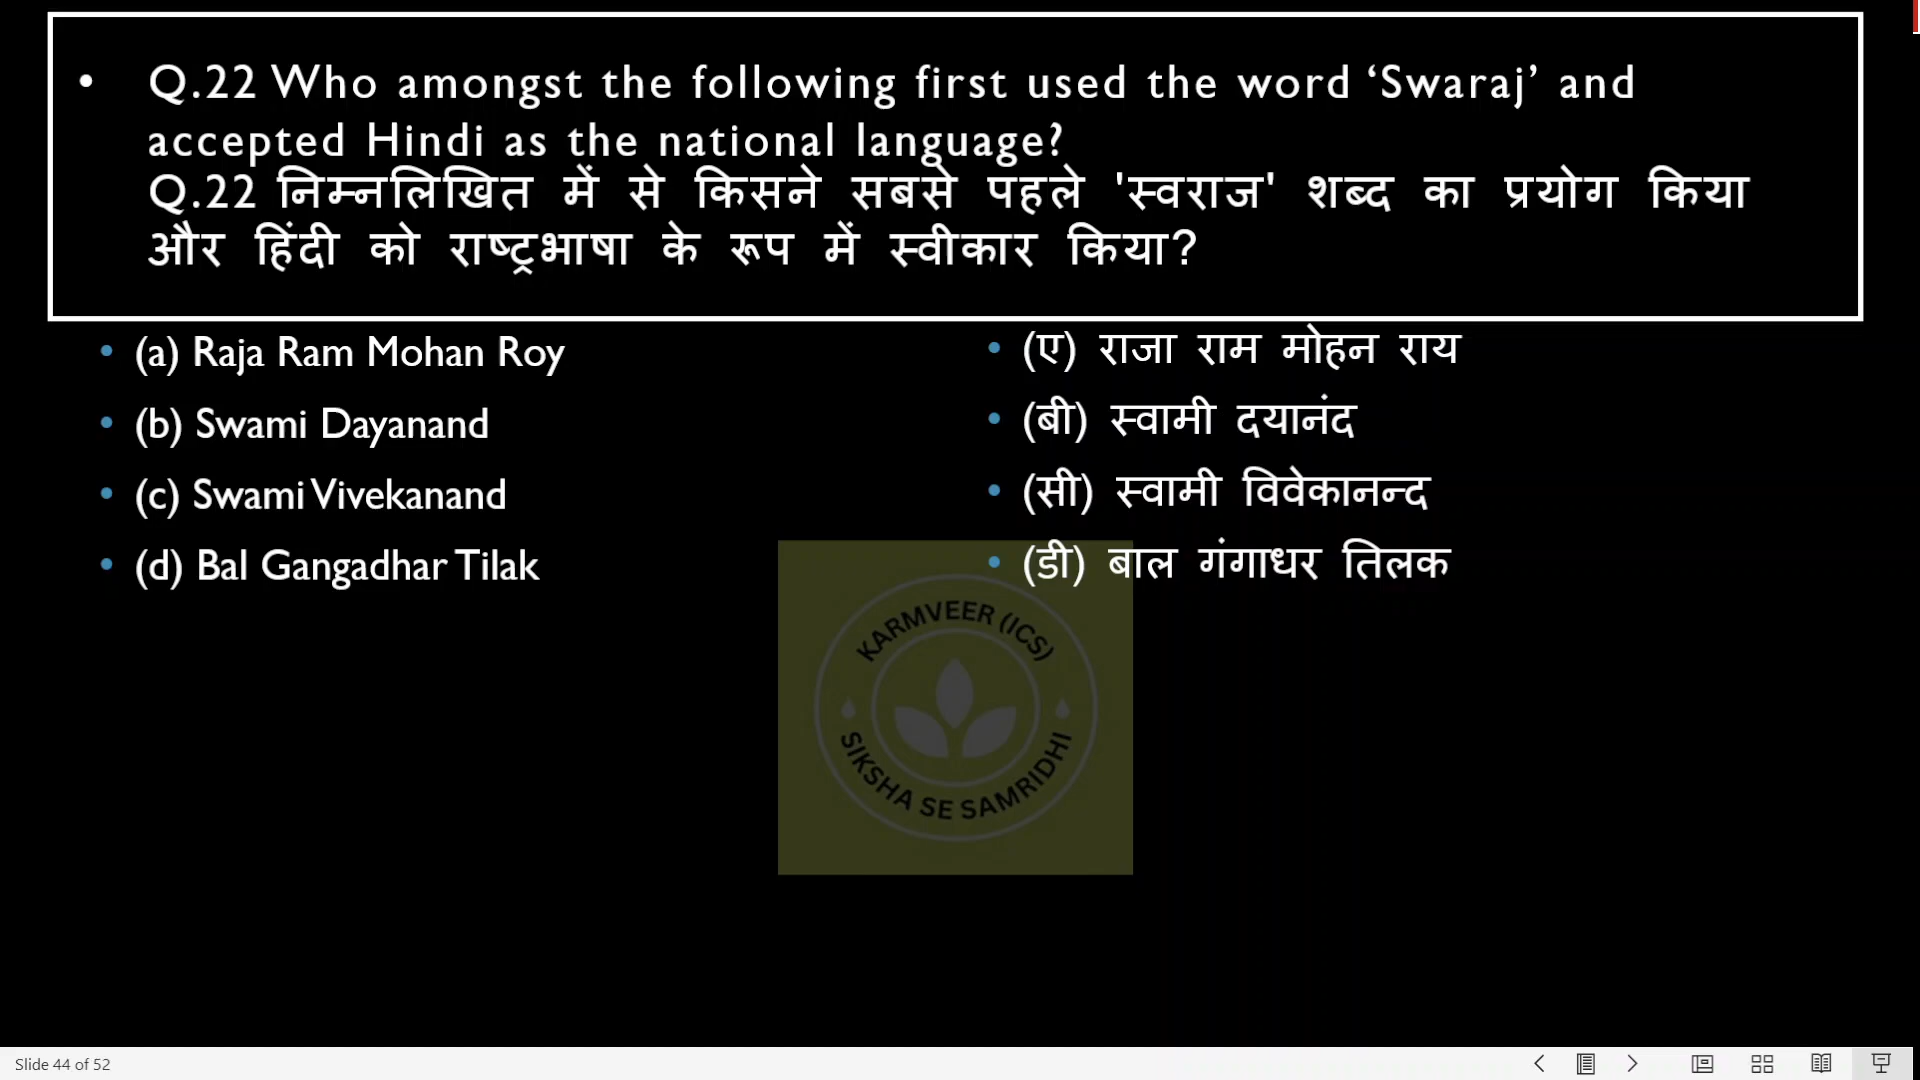 • Q.22 Who amongst the following first used the word ‘Swaraj’ and
accepted Hindi as the national language?
Q.22 निम्नलिखित में से किसने सबसे पहले 'स्वराज' शब्द का प्रयोग किया
और हिंदी को राष्ट्रभाषा के रूप में स्वीकार किया?
• (a) Raja Ram Mohan Roy
• (b) Swami Dayanand
• (c) Swami Vivekanand
• (d) Bal Gangadhar Tilak
• (ए) राजा राम मोहन राय
• (बी) स्वामी दयानंद
• (सी) स्वामी विवेकानन्द
• (डी) बाल गंगाधर तिलक
KARMVEER (ICS)
SIKSHA SE SAMRIDHI
Slide 44 of 52